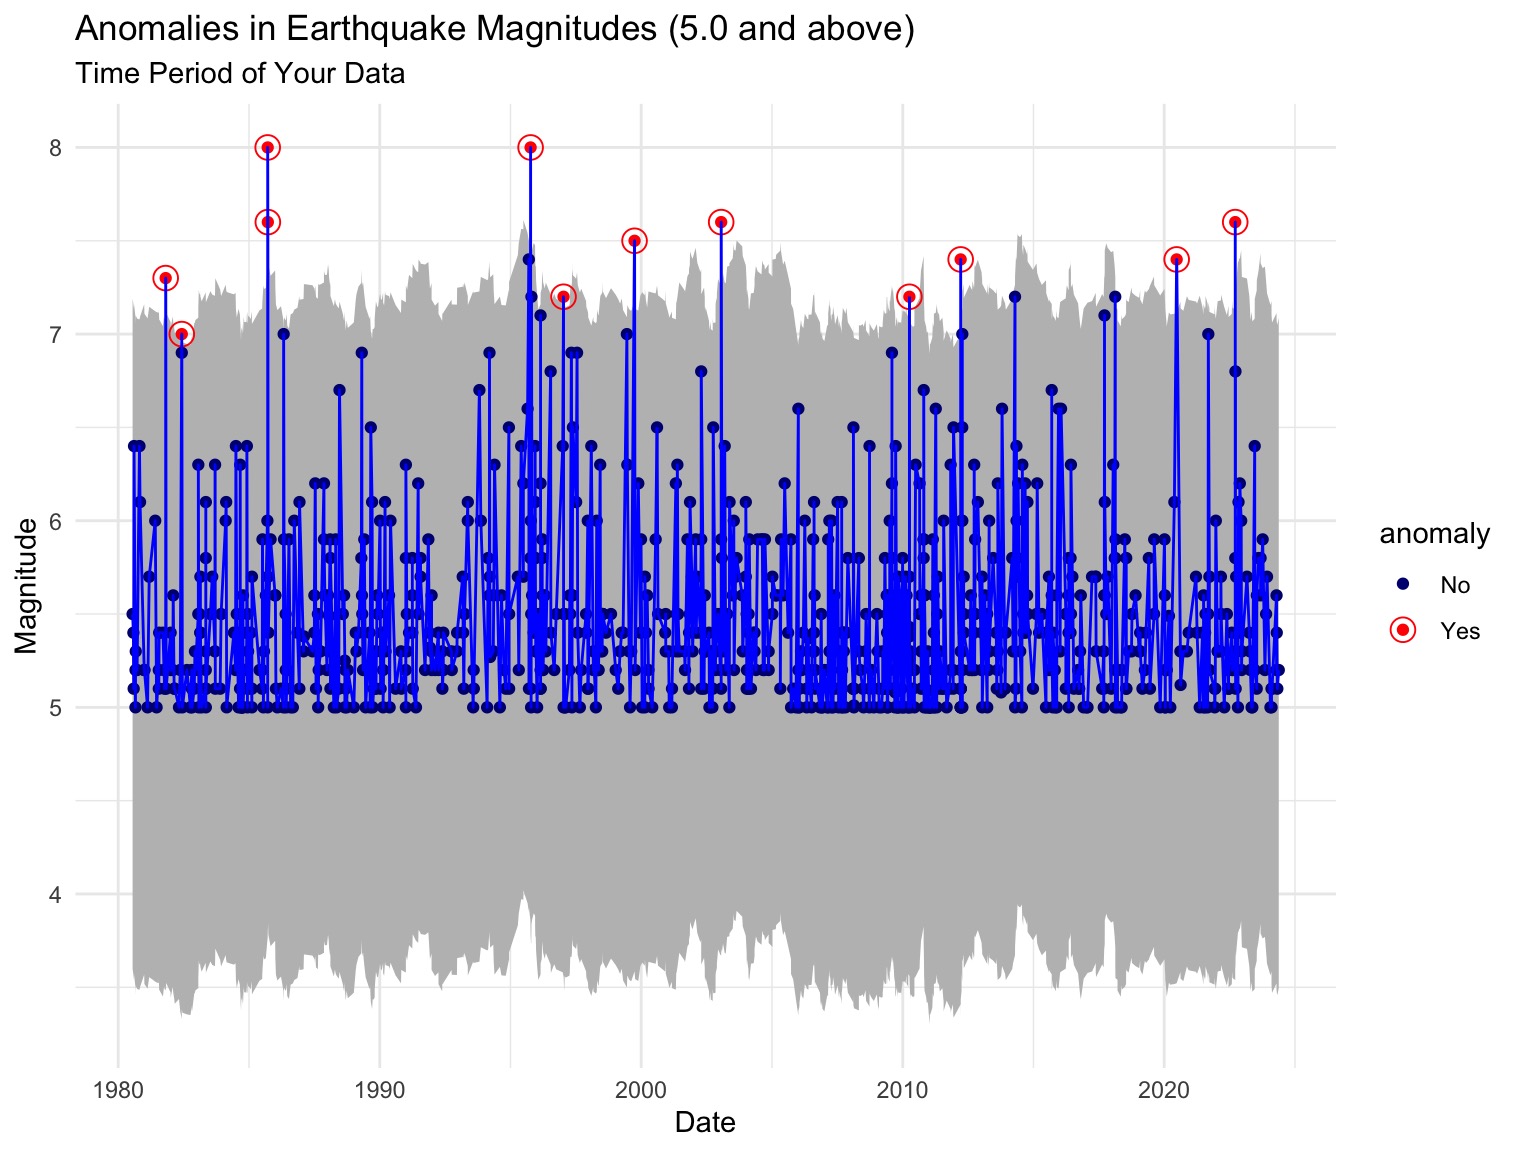 Anomalies in Earthquake Magnitudes (5.0 and above)
Time Period of Your Data
8
7
6
5
4
Magnitude
1980 1990 2000 2010 2020
Date
anomaly
No
Yes